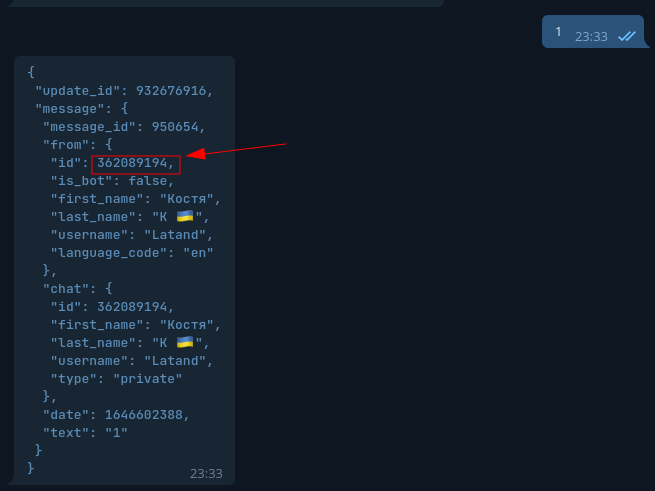 1 23:33
{
"update_id": 932676916,
"message": {
"message_id": 950654,
"from": {
"id": 362089194,
"is_bot": false,
"first_name": "Костя",
"last_name": "К 🇺🇦",
"username": "Latand",
"language_code": "en"
},
"chat": {
"id": 362089194,
"first_name": "Костя",
"last_name": "К 🇺🇦",
"username": "Latand",
"type": "private"
},
"date": 1646602388,
"text": "1"
}
}
23:33